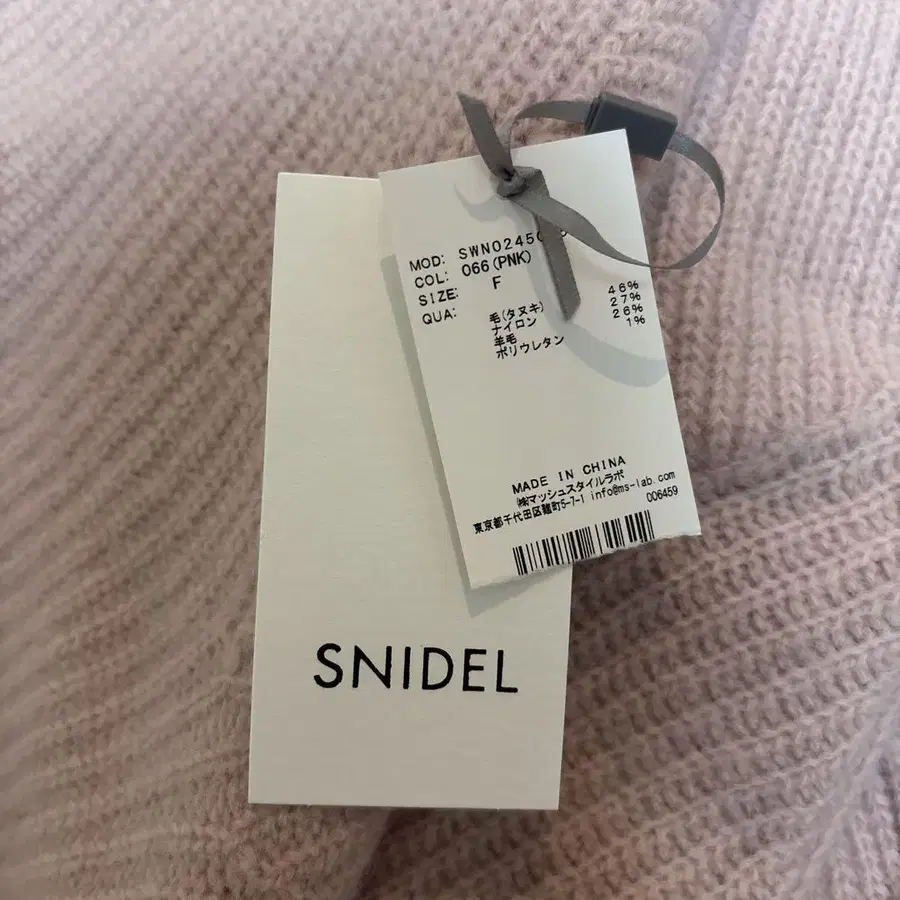 MOD: SWN0245
COL: 066(PNK)
SIZE: F
QUA: 毛(タヌキ) 46%
ナイロン 27%
羊毛 26%
ポリウレタン 1%
MADE IN CHINA
㈱マッシュスタイルラボ
東京都千代田区麹町5-7-1 info@ms-lab.com
006459
SNIDEL